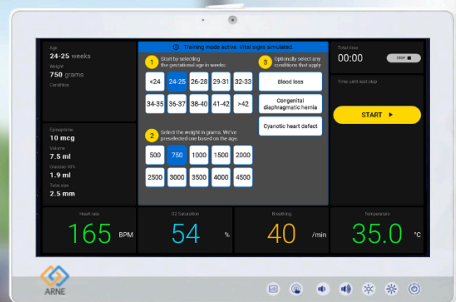 Age
24-25 weeks
Weight
750 grams
Condition
Epinephrine
10 mcg
Volume
7.5 ml
Glucose 10%
1.9 ml
Tube size
2.5 mm
Training mode active. Vital signs simulated.
1 Start by selecting
the gestational age in weeks.
<24 24-25 26-28 29-31 32-33
34-35 36-37 38-40 41-42 >42
2 Select the weight in grams. We've
preselected one based on the age.
500 750 1000 1500 2000
2500 3000 3500 4000 4500
3 Optionally select any
conditions that apply
Blood loss
Congenital
diaphragmatic hernia
Cyanotic heart defect
Total time
00:00
STOP
Time until next step
START
Heart rate
165 BPM
O2 Saturation
54 %
Breathing
40 /min
Temperature
35.0 °C
ARNE